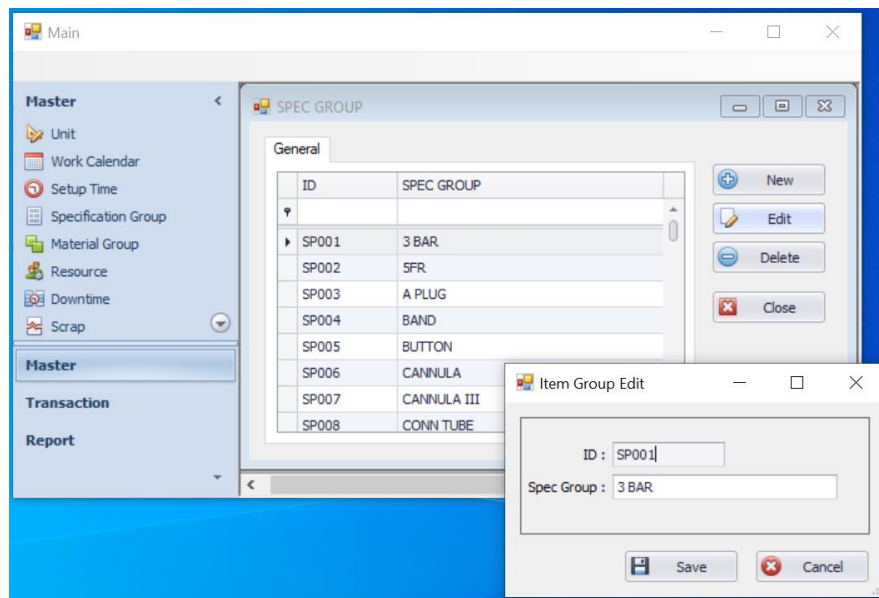 Main
Master
Unit
Work Calendar
Setup Time
Specification Group
Material Group
Resource
Downtime
Scrap
Master
Transaction
Report
SPEC GROUP
General
ID SPEC GROUP
SP001 3 BAR
SP002 5FR
SP003 A PLUG
SP004 BAND
SP005 BUTTON
SP006 CANNULA
SP007 CANNULA III
SP008 CONN TUBE
New
Edit
Delete
Close
Item Group Edit
ID : SP001
Spec Group : 3 BAR
Save
Cancel